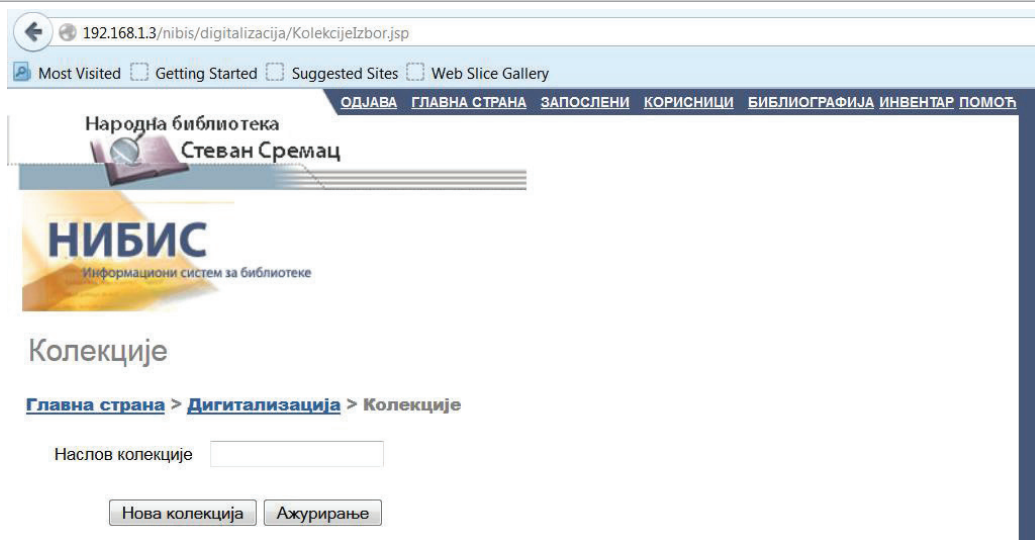 192.168.1.3/nibis/digitalizacija/KolekcijeIzbor.jsp
Most Visited Getting Started Suggested Sites Web Slice Gallery
ОДЈАВА ГЛАВНА СТРАНА ЗАПОСЛЕНИ КОРИСНИЦИ БИБЛИОГРАФИЈА ИНВЕНТАР ПОМОЋ
Народна библиотека
Стеван Сремац
НИБИС
Информациони систем за библиотеке
Колекције
Главна страна > Дигитализација > Колекције
Наслов колекције
Нова колекција Ажурирање